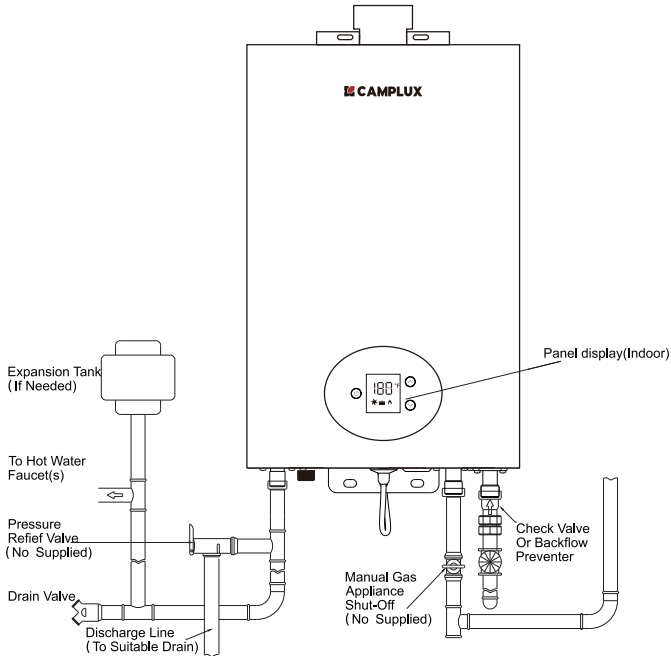 CAMPLUX
188 °F
Panel display(Indoor)
Expansion Tank
(If Needed)
To Hot Water
Faucet(s)
Pressure
Refief Valve
(No Supplied)
Drain Valve
Discharge Line
(To Suitable Drain)
Manual Gas
Appliance
Shut-Off
(No Supplied)
Check Valve
Or Backflow
Preventer